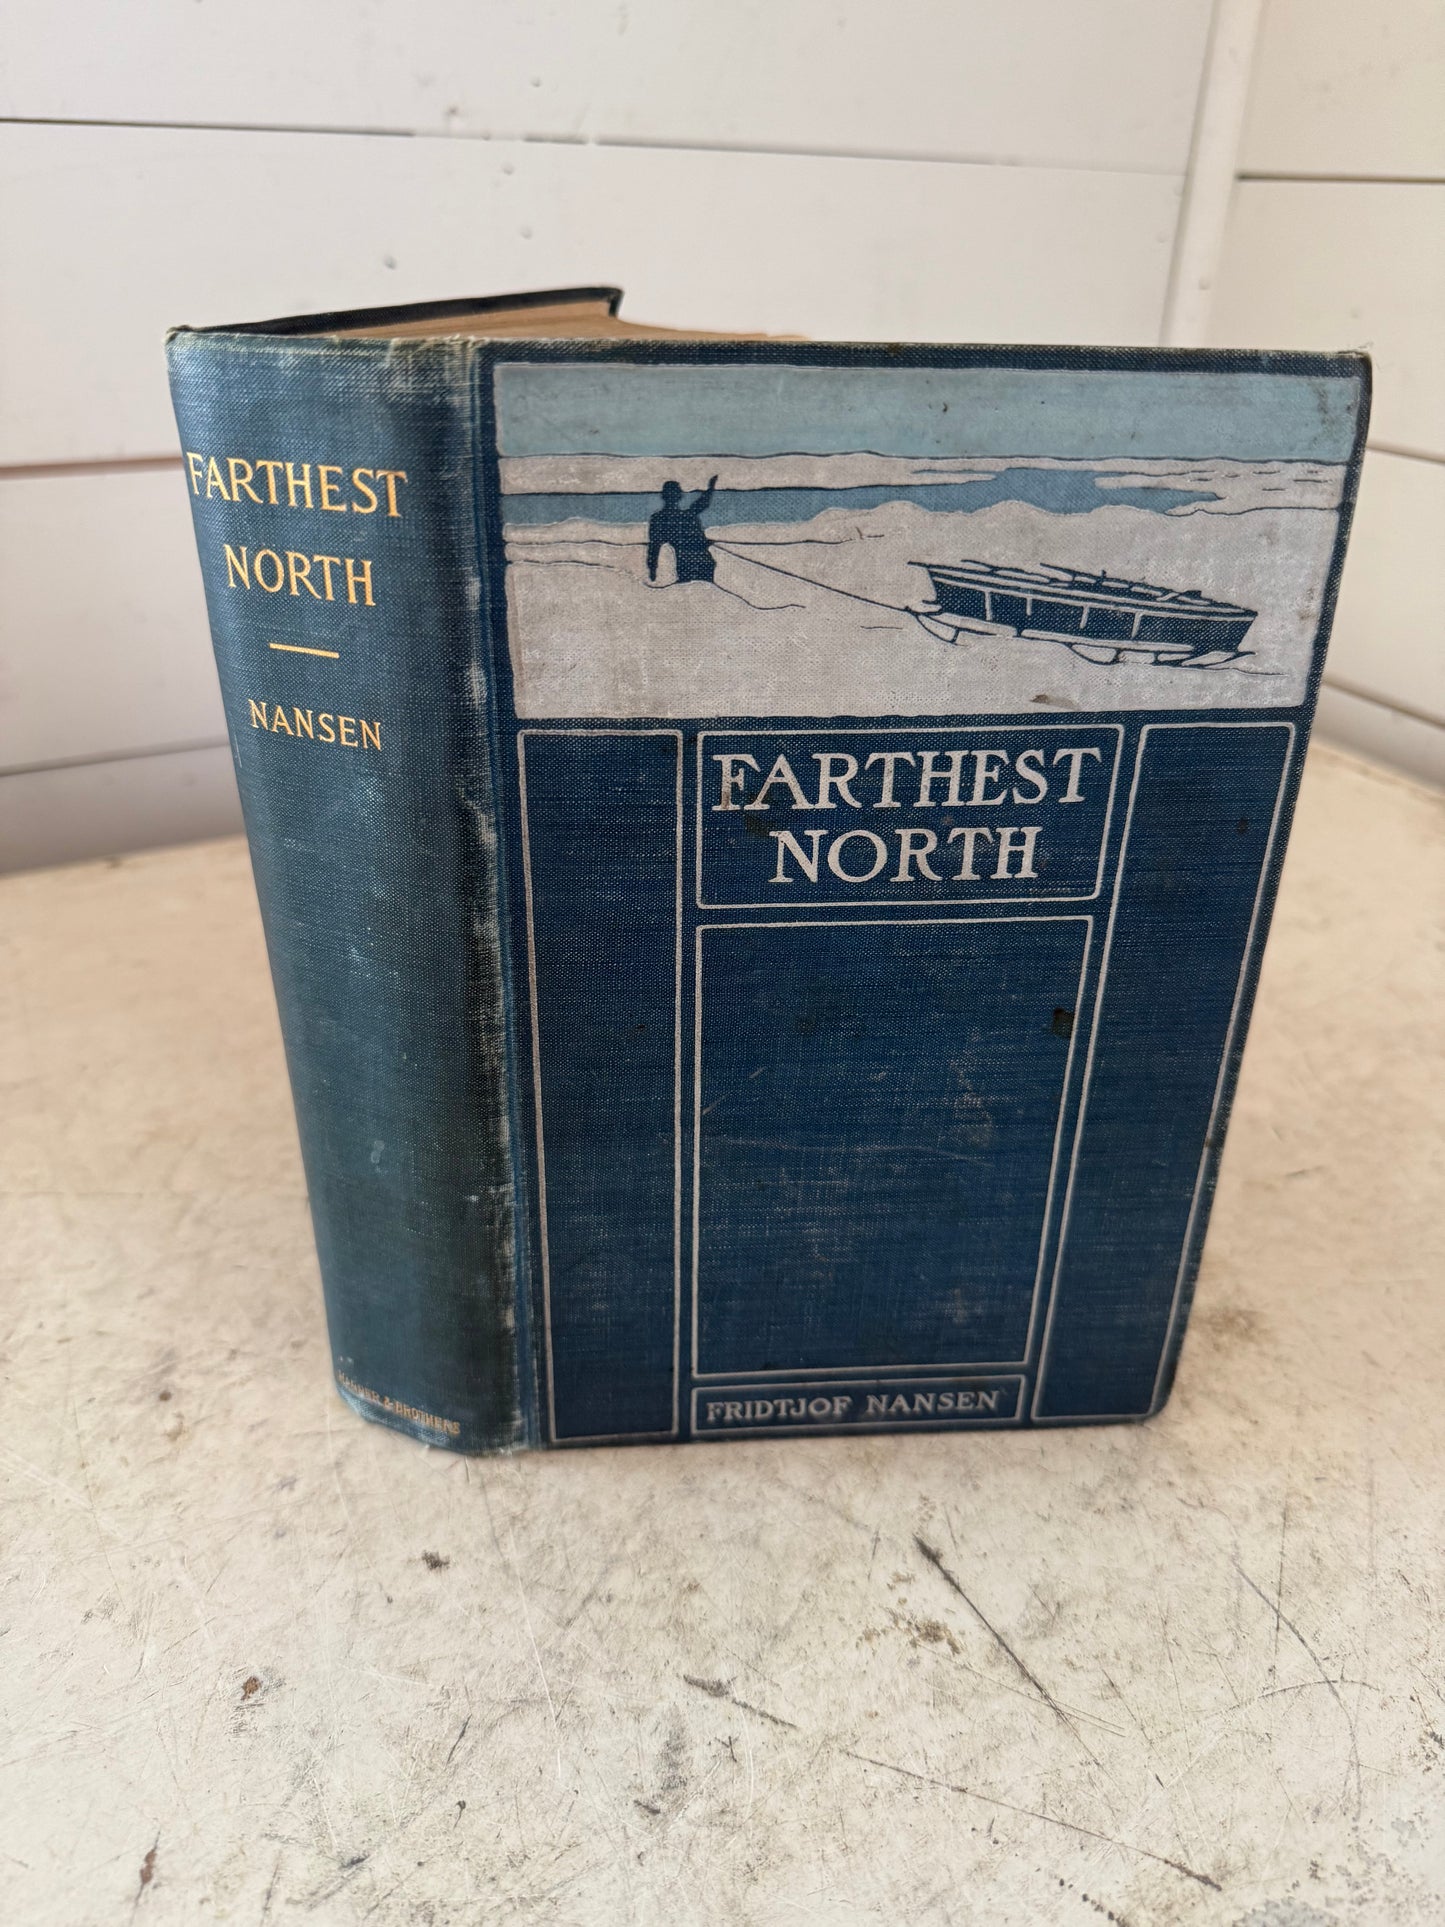 FARTHEST
NORTH
NANSEN
HARPER & BROTHERS
FARTHEST
NORTH
FRIDTJOF NANSEN